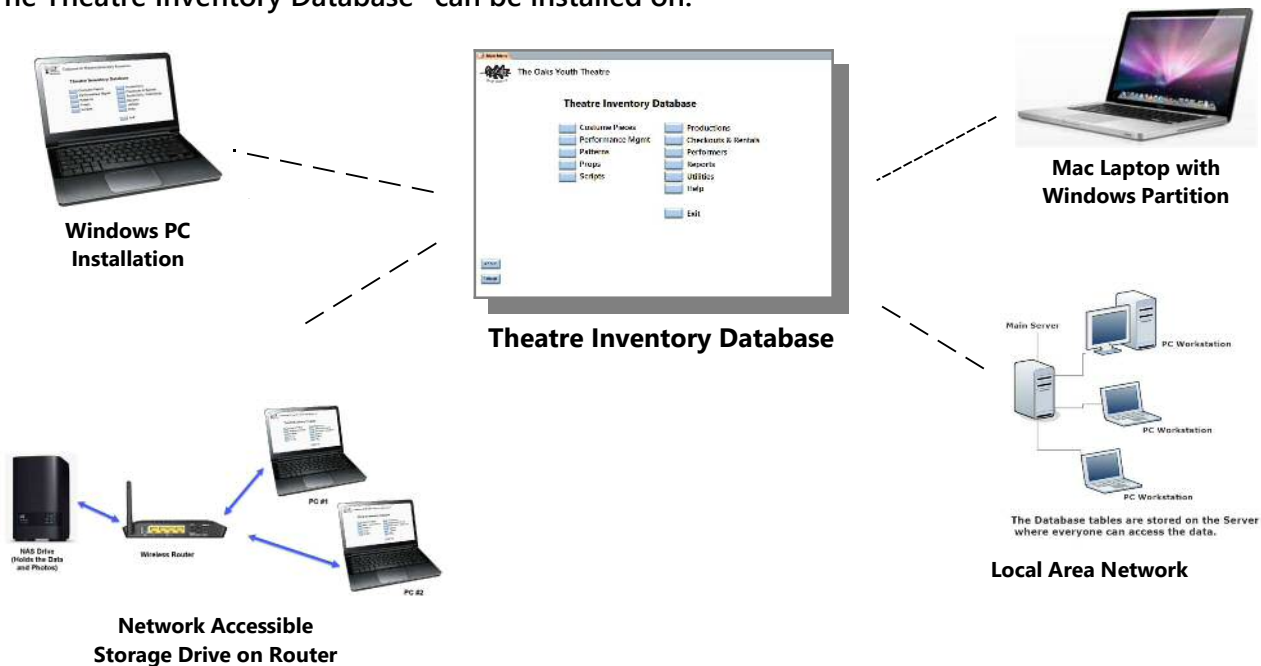 The Theatre Inventory Database" can be installed on:
Main Menu
The Oaks Youth Theatre
Theatre Inventory Database
Costume Pieces
Performance Mgmt
Patterns
Props
Scripts
Productions
Checkouts & Rentals
Performers
Reports
Utilities
Help
Exit
Theatre Inventory Database
Windows PC
Installation
Mac Laptop with
Windows Partition
Main Server
PC Workstation
PC Workstation
PC Workstation
The Database tables are stored on the Server
where everyone can access the data.
Local Area Network
NAS Drive
(Holds the Data
and Photos)
Wireless Router
PC #1
PC #2
Network Accessible
Storage Drive on Router